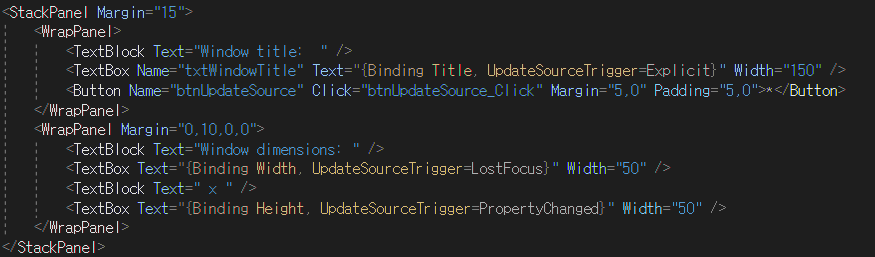 <StackPanel Margin="15">
    <WrapPanel>
        <TextBlock Text="Window title:  " />
        <TextBox Name="txtWindowTitle" Text="{Binding Title, UpdateSourceTrigger=Explicit}" Width="150" />
        <Button Name="btnUpdateSource" Click="btnUpdateSource_Click" Margin="5,0" Padding="5,0">*</Button>
    </WrapPanel>
    <WrapPanel Margin="0,10,0,0">
        <TextBlock Text="Window dimensions: " />
        <TextBox Text="{Binding Width, UpdateSourceTrigger=LostFocus}" Width="50" />
        <TextBlock Text=" x " />
        <TextBox Text="{Binding Height, UpdateSourceTrigger=PropertyChanged}" Width="50" />
    </WrapPanel>
</StackPanel>